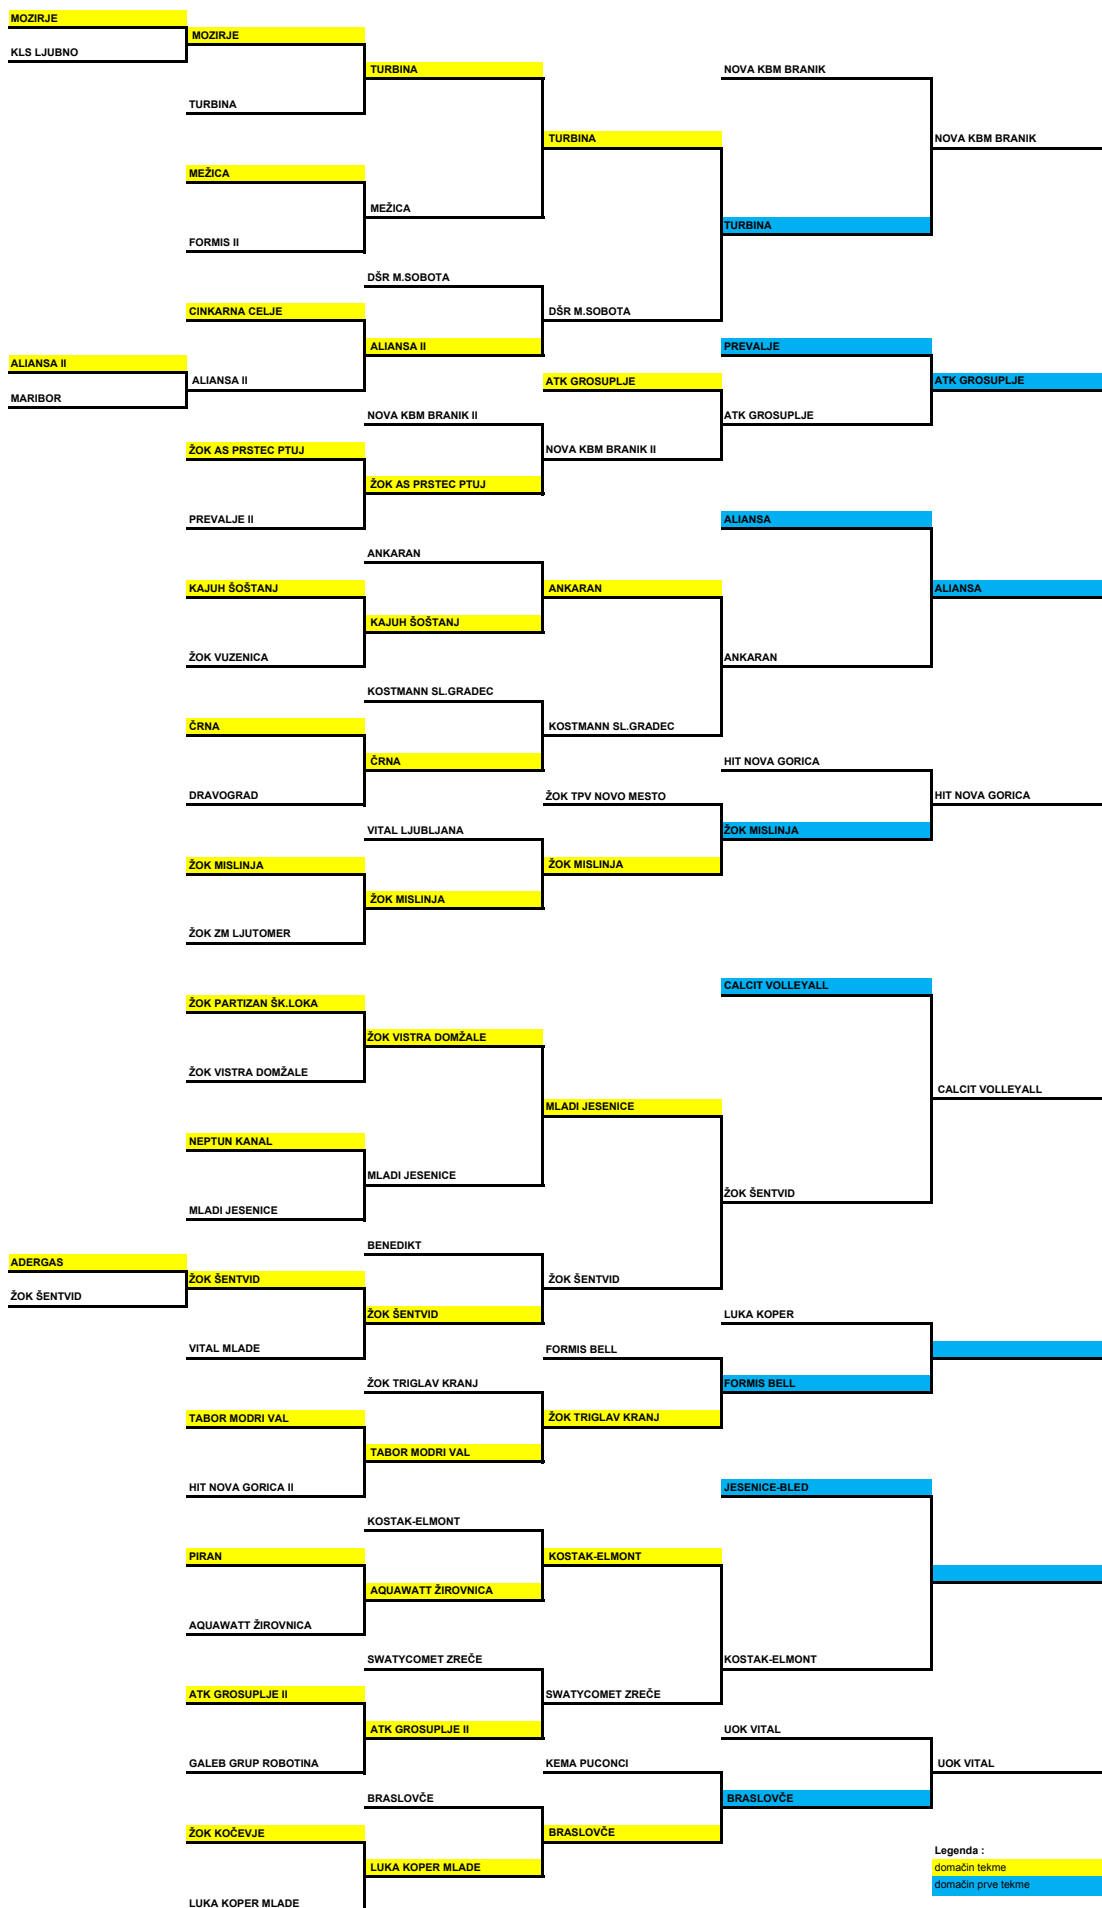 MOZIRJE
KLS LJUBNO
MOZIRJE
TURBINA
TURBINA
NOVA KBM BRANIK
TURBINA
NOVA KBM BRANIK
MEŽICA
MEŽICA
FORMIS II
TURBINA
DŠR M.SOBOTA
CINKARNA CELJE
DŠR M.SOBOTA
ALIANSA II
PREVALJE
ALIANSA II
MARIBOR
ALIANSA II
ATK GROSUPLJE
ATK GROSUPLJE
NOVA KBM BRANIK II
ATK GROSUPLJE
ŽOK AS PRSTEC PTUJ
NOVA KBM BRANIK II
ŽOK AS PRSTEC PTUJ
PREVALJE II
ALIANSA
ANKARAN
KAJUH ŠOŠTANJ
ANKARAN
ALIANSA
KAJUH ŠOŠTANJ
ŽOK VUZENICA
ANKARAN
KOSTMANN SL.GRADEC
ČRNA
KOSTMANN SL.GRADEC
ČRNA
HIT NOVA GORICA
DRAVOGRAD
ŽOK TPV NOVO MESTO
HIT NOVA GORICA
VITAL LJUBLJANA
ŽOK MISLINJA
ŽOK MISLINJA
ŽOK MISLINJA
ŽOK MISLINJA
ŽOK ZM LJUTOMER
CALCIT VOLLEYALL
ŽOK PARTIZAN ŠK.LOKA
ŽOK VISTRA DOMŽALE
ŽOK VISTRA DOMŽALE
CALCIT VOLLEYALL
MLADI JESENICE
NEPTUN KANAL
MLADI JESENICE
ŽOK ŠENTVID
MLADI JESENICE
BENEDIKT
ADERGAS
ŽOK ŠENTVID
ŽOK ŠENTVID
ŽOK ŠENTVID
ŽOK ŠENTVID
LUKA KOPER
VITAL MLADE
FORMIS BELL
ŽOK TRIGLAV KRANJ
FORMIS BELL
TABOR MODRI VAL
ŽOK TRIGLAV KRANJ
TABOR MODRI VAL
HIT NOVA GORICA II
JESENICE-BLED
KOSTAK-ELMONT
PIRAN
KOSTAK-ELMONT
AQUAWATT ŽIROVNICA
AQUAWATT ŽIROVNICA
SWATYCOMET ZREČE
KOSTAK-ELMONT
ATK GROSUPLJE II
SWATYCOMET ZREČE
ATK GROSUPLJE II
UOK VITAL
GALEB GRUP ROBOTINA
KEMA PUCONCI
UOK VITAL
BRASLOVČE
BRASLOVČE
ŽOK KOČEVJE
BRASLOVČE
Legenda :
LUKA KOPER MLADE
domačin tekme
domačin prve tekme
LUKA KOPER MLADE